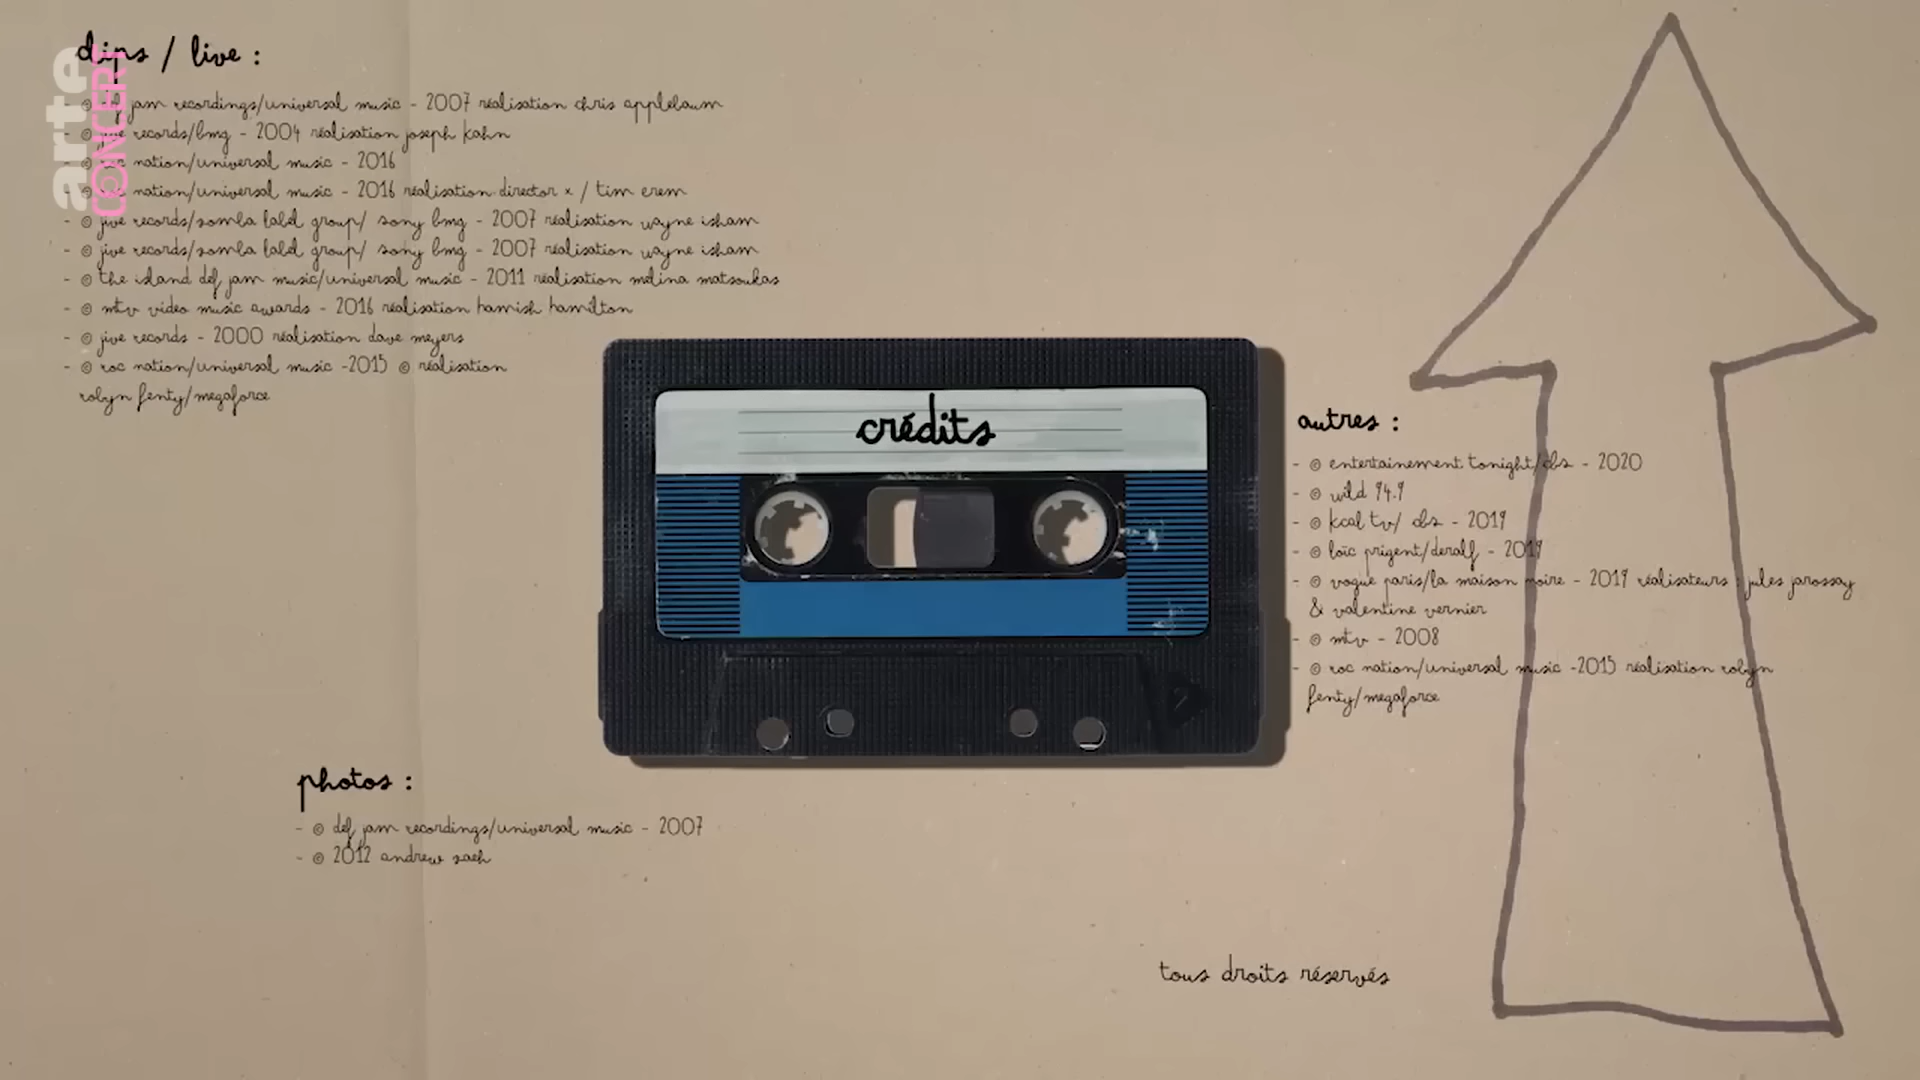 arte
CONCERT
clips / live :
- © def jam recordings/universal music - 2007 réalisation chris applebaum
- © jive records/bmg - 2004 réalisation joseph kahn
- © roc nation/universal music - 2016
- © roc nation/universal music - 2016 réalisation director x / tim erem
- © jive records/zomba label group/ sony bmg - 2007 réalisation wayne isham
- © jive records/zomba label group/ sony bmg - 2007 réalisation wayne isham
- © the island def jam music/universal music - 2011 réalisation melina matsoukas
- © mtv video music awards - 2016 réalisation hamish hamilton
- © jive records - 2000 réalisation dave meyers
- © roc nation/universal music -2015 © réalisation
robyn fenty/megaforce
crédits
autres :
- © entertainement tonight/cbs - 2020
- © wild 94.9
- © kcal tv/ cbs - 2019
- © loïc prigent/deralf - 2019
- © vogue paris/la maison noire - 2019 réalisateurs : jules jarossay
& valentine vernier
- © mtv - 2008
- © roc nation/universal music -2015 réalisation robyn
fenty/megaforce
photos :
- © def jam recordings/universal music - 2007
- © 2012 andrew zaeh
tous droits réservés